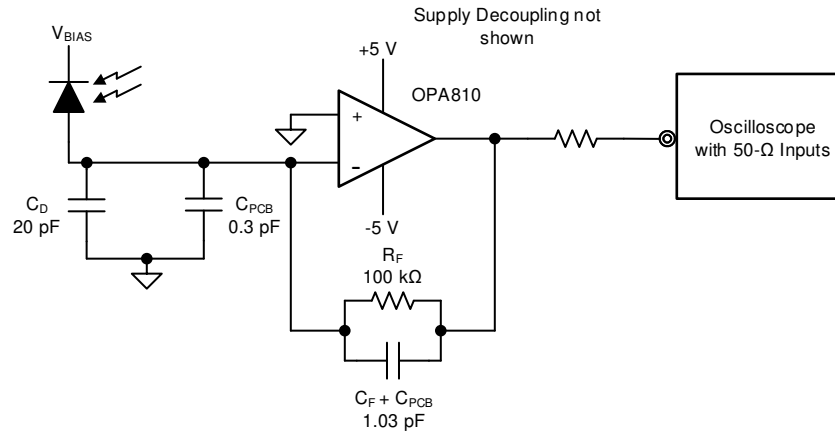 Supply Decoupling not
shown
V_BIAS
+5 V
OPA810
+
-
-5 V
Oscilloscope
with 50-Ω Inputs
C_D
20 pF
C_PCB
0.3 pF
R_F
100 kΩ
C_F + C_PCB
1.03 pF